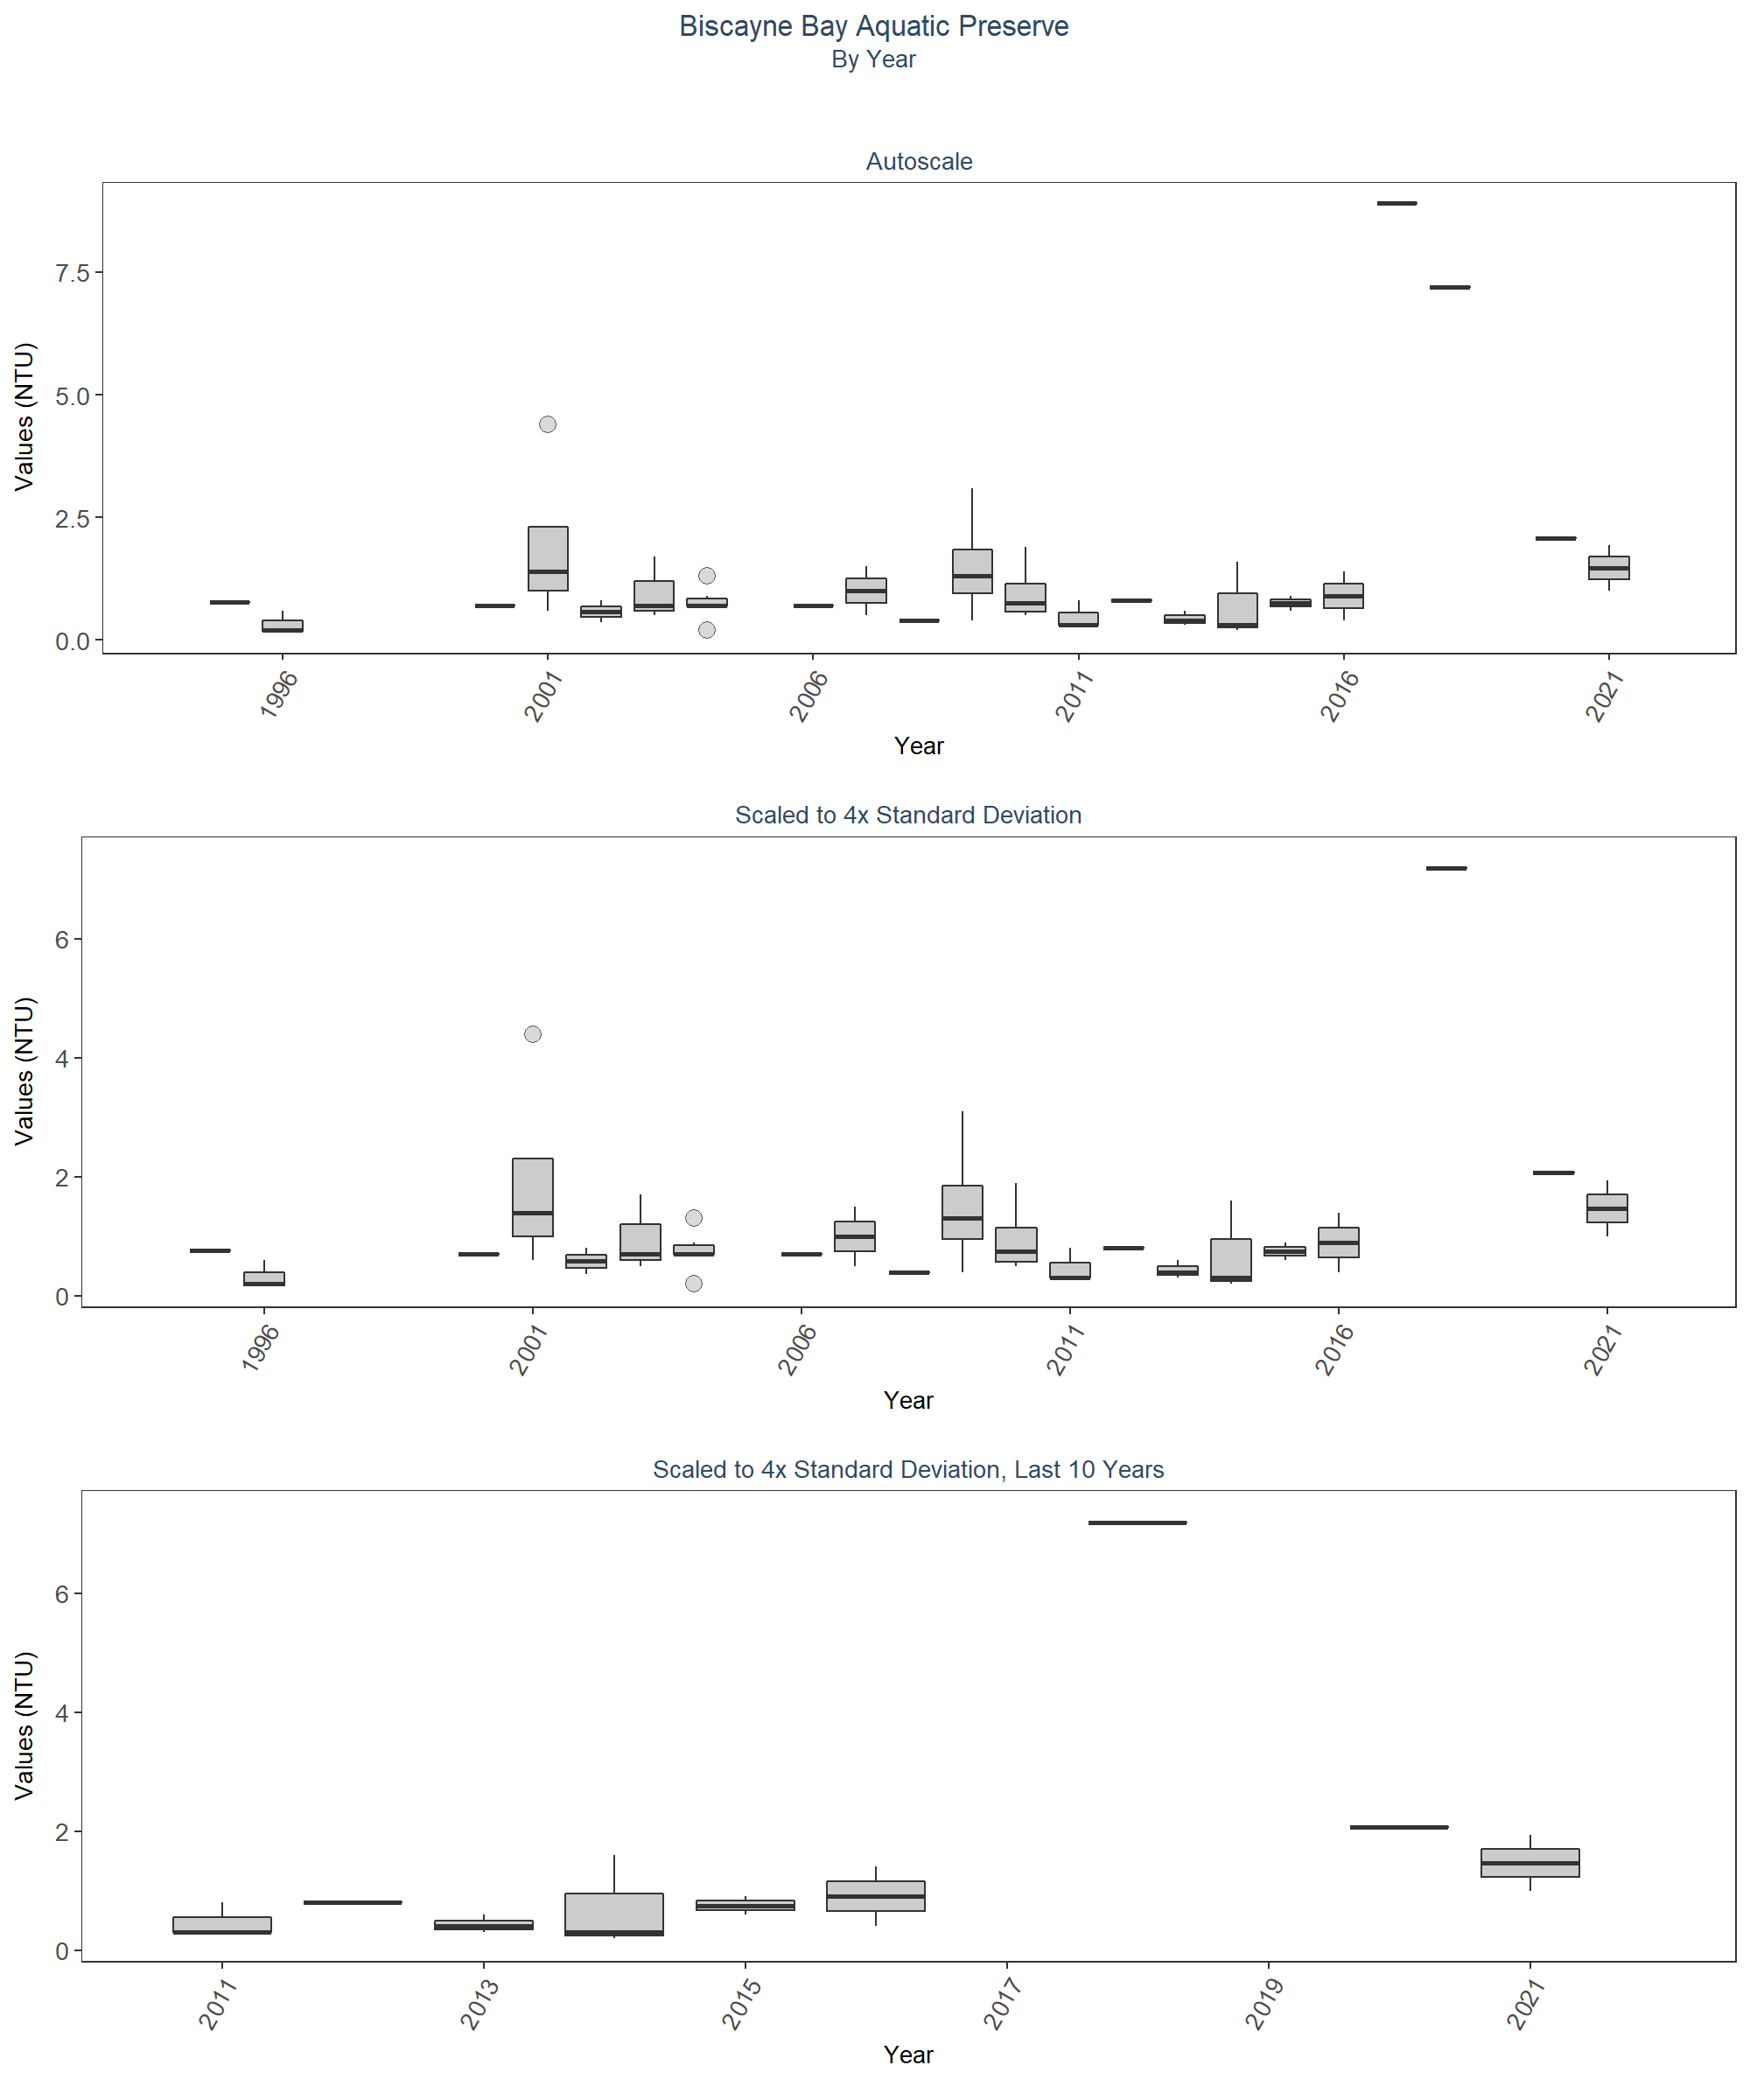 Biscayne Bay Aquatic Preserve
By Year
Autoscale
Values (NTU)
7.5
5.0
2.5
0.0
1996 2001 2006 2011 2016 2021
Year
Scaled to 4x Standard Deviation
Values (NTU)
6
4
2
0
1996 2001 2006 2011 2016 2021
Year
Scaled to 4x Standard Deviation, Last 10 Years
Values (NTU)
6
4
2
0
2011 2013 2015 2017 2019 2021
Year